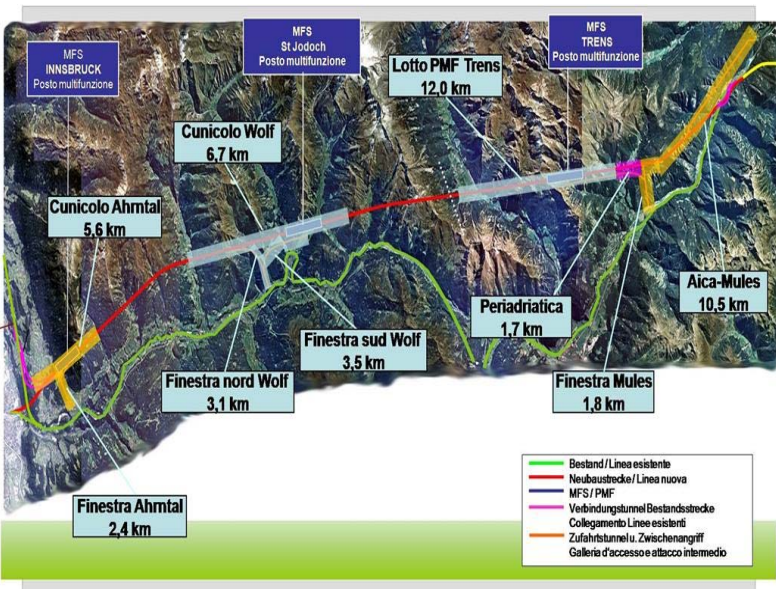 MFS
St Jodoch
Posto multifunzione
MFS
TRENS
Posto multifunzione
MFS
INNSBRUCK
Posto multifunzione
Lotto PMF Trens
12,0 km
Cunicolo Wolf
6,7 km
Cunicolo Ahrntal
5,6 km
Aica-Mules
10,5 km
Periadriatica
1,7 km
Finestra sud Wolf
3,5 km
Finestra nord Wolf
3,1 km
Finestra Mules
1,8 km
Finestra Ahrntal
2,4 km
Bestand / Linea esistente
Neubaustrecke / Linea nuova
MFS / PMF
Verbindungstunnel Bestandsstrecke
Collegamento Linee esistenti
Zufahrtstunnel u. Zwischenangriff
Galleria d'accesso e attacco intermedio